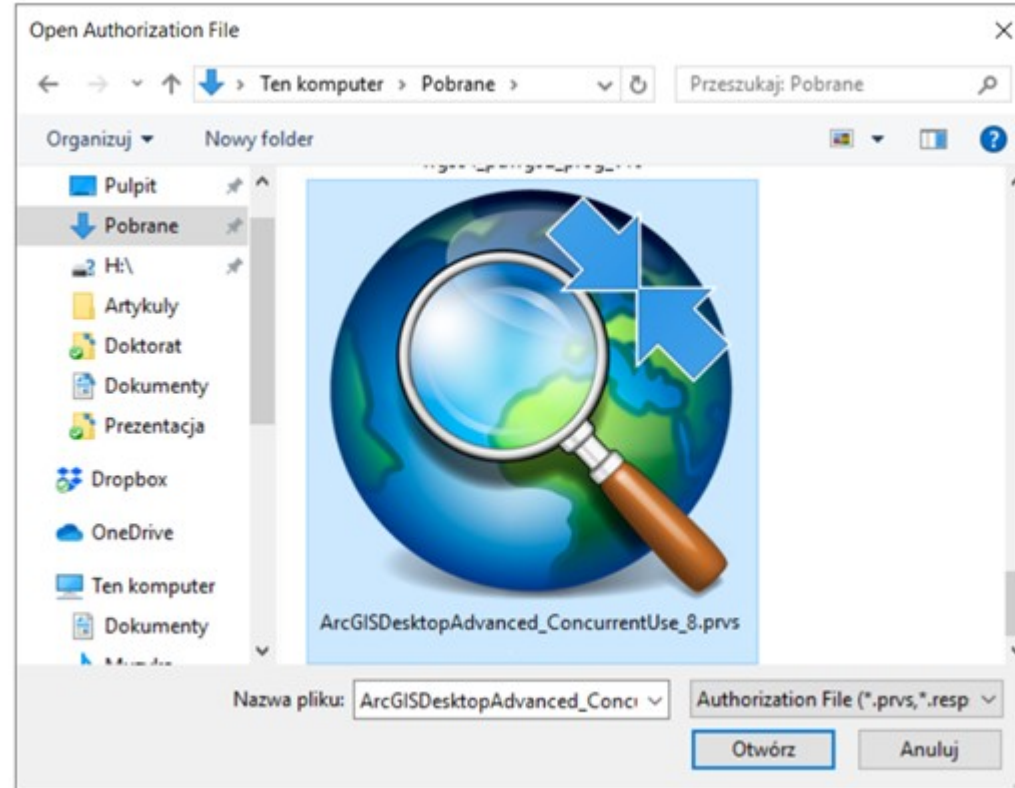 Open Authorization File
Ten komputer > Pobrane >
Przeszukaj: Pobrane
Organizuj
Nowy folder
Pulpit
Pobrane
H:\
Artykuly
Doktorat
Dokumenty
Prezentacja
Dropbox
OneDrive
Ten komputer
Dokumenty
ArcGISDesktopAdvanced_ConcurrentUse_8.prvs
Nazwa pliku:
ArcGISDesktopAdvanced_Concu
Authorization File (*.prvs,*.resp
Otwórz
Anuluj